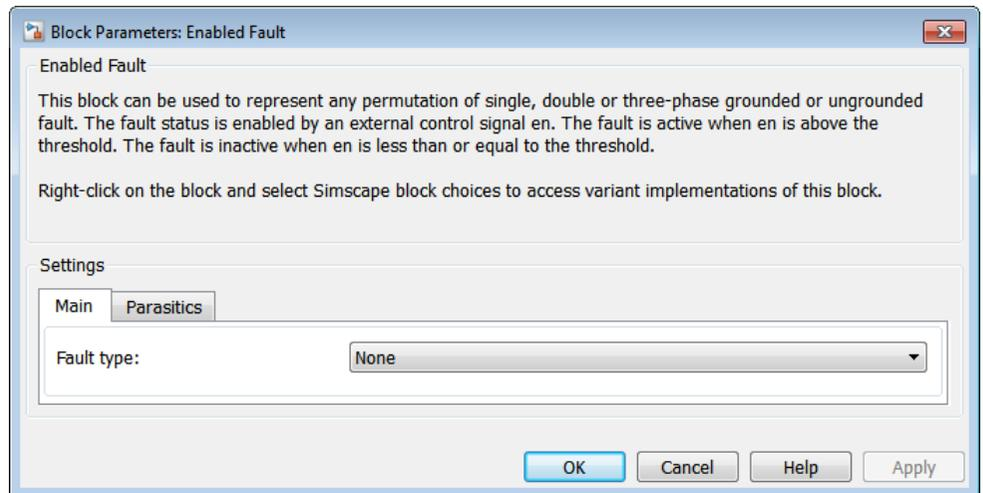 Block Parameters: Enabled Fault
Enabled Fault
This block can be used to represent any permutation of single, double or three-phase grounded or ungrounded
fault. The fault status is enabled by an external control signal en. The fault is active when en is above the
threshold. The fault is inactive when en is less than or equal to the threshold.
Right-click on the block and select Simscape block choices to access variant implementations of this block.
Settings
Main Parasitics
Fault type: None
OK Cancel Help Apply